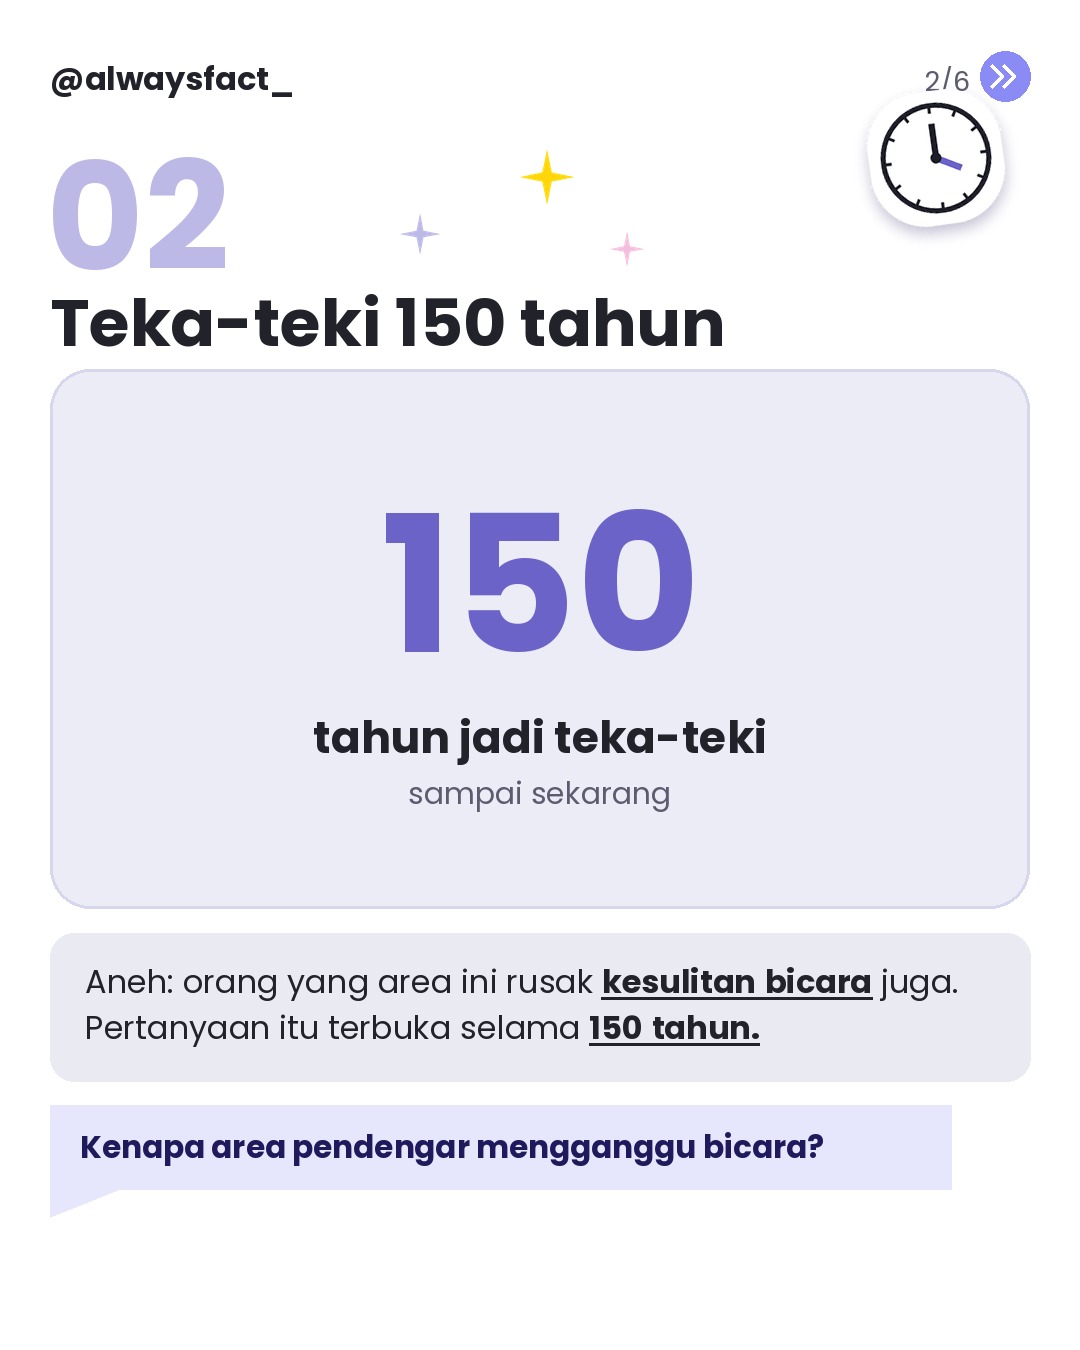 @alwaysfact_
2/6
02
Teka-teki 150 tahun
150
tahun jadi teka-teki
sampai sekarang
Aneh: orang yang area ini rusak kesulitan bicara juga.
Pertanyaan itu terbuka selama 150 tahun.
Kenapa area pendengar mengganggu bicara?